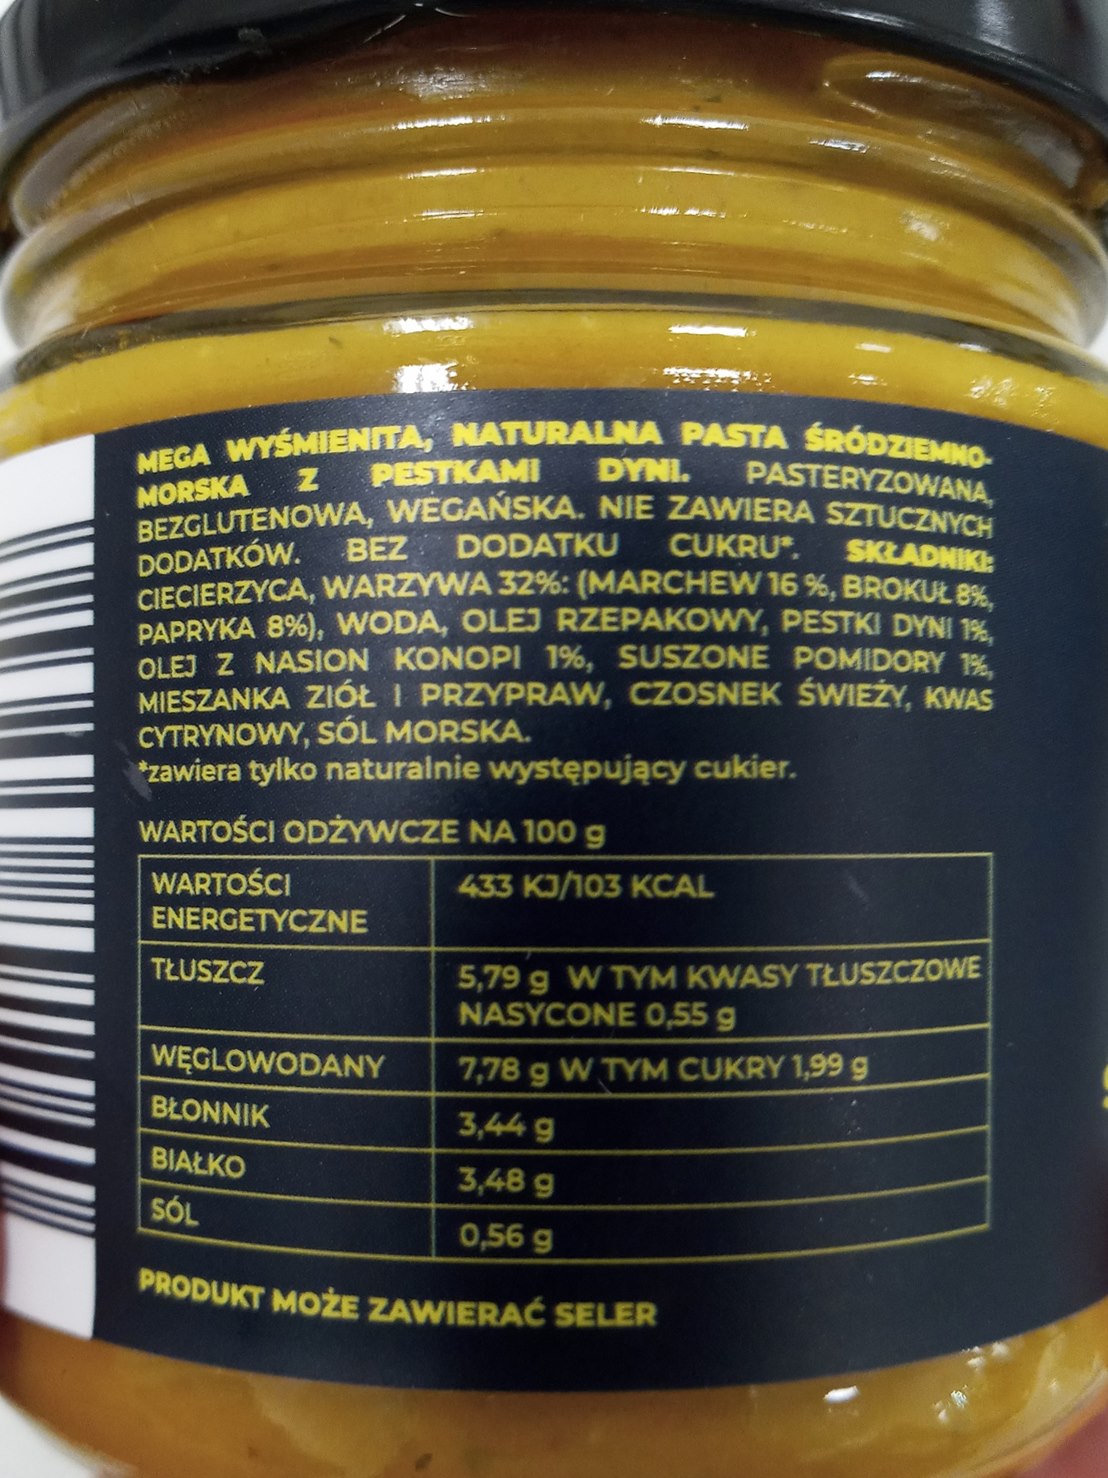 MEGA WYŚMIENITA, NATURALNA PASTA ŚRÓDZIEMNO-
MORSKA Z PESTKAMI DYNI. PASTERYZOWANA,
BEZGLUTENOWA, WEGAŃSKA. NIE ZAWIERA SZTUCZNYCH
DODATKÓW. BEZ DODATKU CUKRU*. SKŁADNIKI:
CIECIERZYCA, WARZYWA 32%: (MARCHEW 16 %, BROKUŁ 8%,
PAPRYKA 8%), WODA, OLEJ RZEPAKOWY, PESTKI DYNI 1%,
OLEJ Z NASION KONOPI 1%, SUSZONE POMIDORY 1%,
MIESZANKA ZIÓŁ I PRZYPRAW, CZOSNEK ŚWIEŻY, KWAS
CYTRYNOWY, SÓL MORSKA.
*zawiera tylko naturalnie występujący cukier.
WARTOŚCI ODŻYWCZE NA 100 g
WARTOŚCI 433 KJ/103 KCAL
ENERGETYCZNE
TŁUSZCZ 5,79 g W TYM KWASY TŁUSZCZOWE
NASYCONE 0,55 g
WĘGLOWODANY 7,78 g W TYM CUKRY 1,99 g
BŁONNIK 3,44 g
BIAŁKO 3,48 g
SÓL 0,56 g
PRODUKT MOŻE ZAWIERAĆ SELER